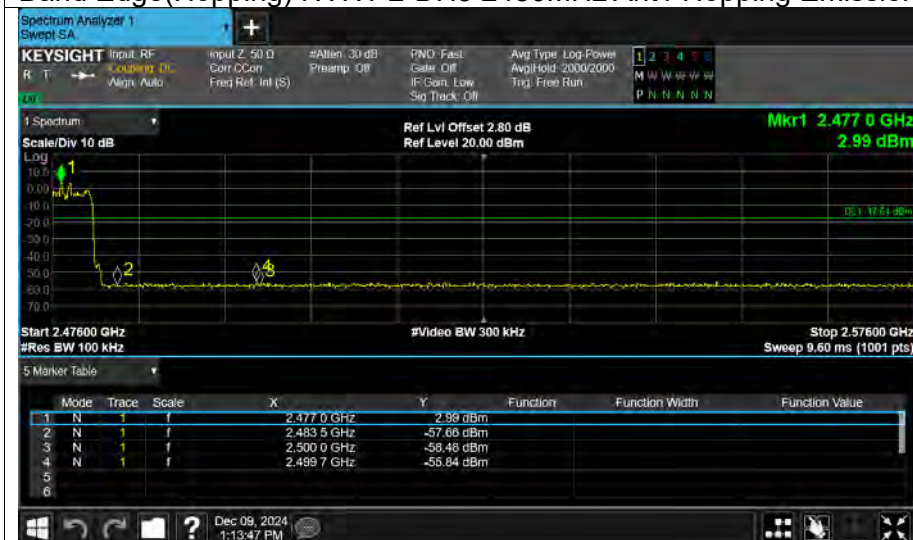 Spectrum Analyzer 1
Swept SA
+
KEYSIGHT Input: RF Input Z: 50 Ω #Atten: 30 dB PNO: Fast Avg Type: Log-Power 1 2 3 4 5 6
R T Coupling: DC Corr CCorr Preamp: Off Gate: Off Avg|Hold: 2000/2000 M W W W W W
Align: Auto Freq Ref: Int (S) IF Gain: Low Trig: Free Run
Sig Track: Off P N N N N N
1 Spectrum Ref Lvl Offset 2.80 dB Mkr1 2.477 0 GHz
Scale/Div 10 dB Ref Level 20.00 dBm 2.99 dBm
Log
10.0 1
0.00
-10.0
DL1 -17.61 dBm
-20.0
-30.0
-40.0
-50.0 2
-60.0
-70.0
Start 2.47600 GHz #Video BW 300 kHz Stop 2.57600 GHz
#Res BW 100 kHz Sweep 9.60 ms (1001 pts)
5 Marker Table
Mode Trace Scale X Y Function Function Width Function Value
1 N 1 f 2.477 0 GHz 2.99 dBm
2 N 1 f 2.483 5 GHz -57.66 dBm
3 N 1 f 2.500 0 GHz -58.48 dBm
4 N 1 f 2.499 7 GHz -55.84 dBm
5
6
? Dec 09, 2024
1:13:47 PM